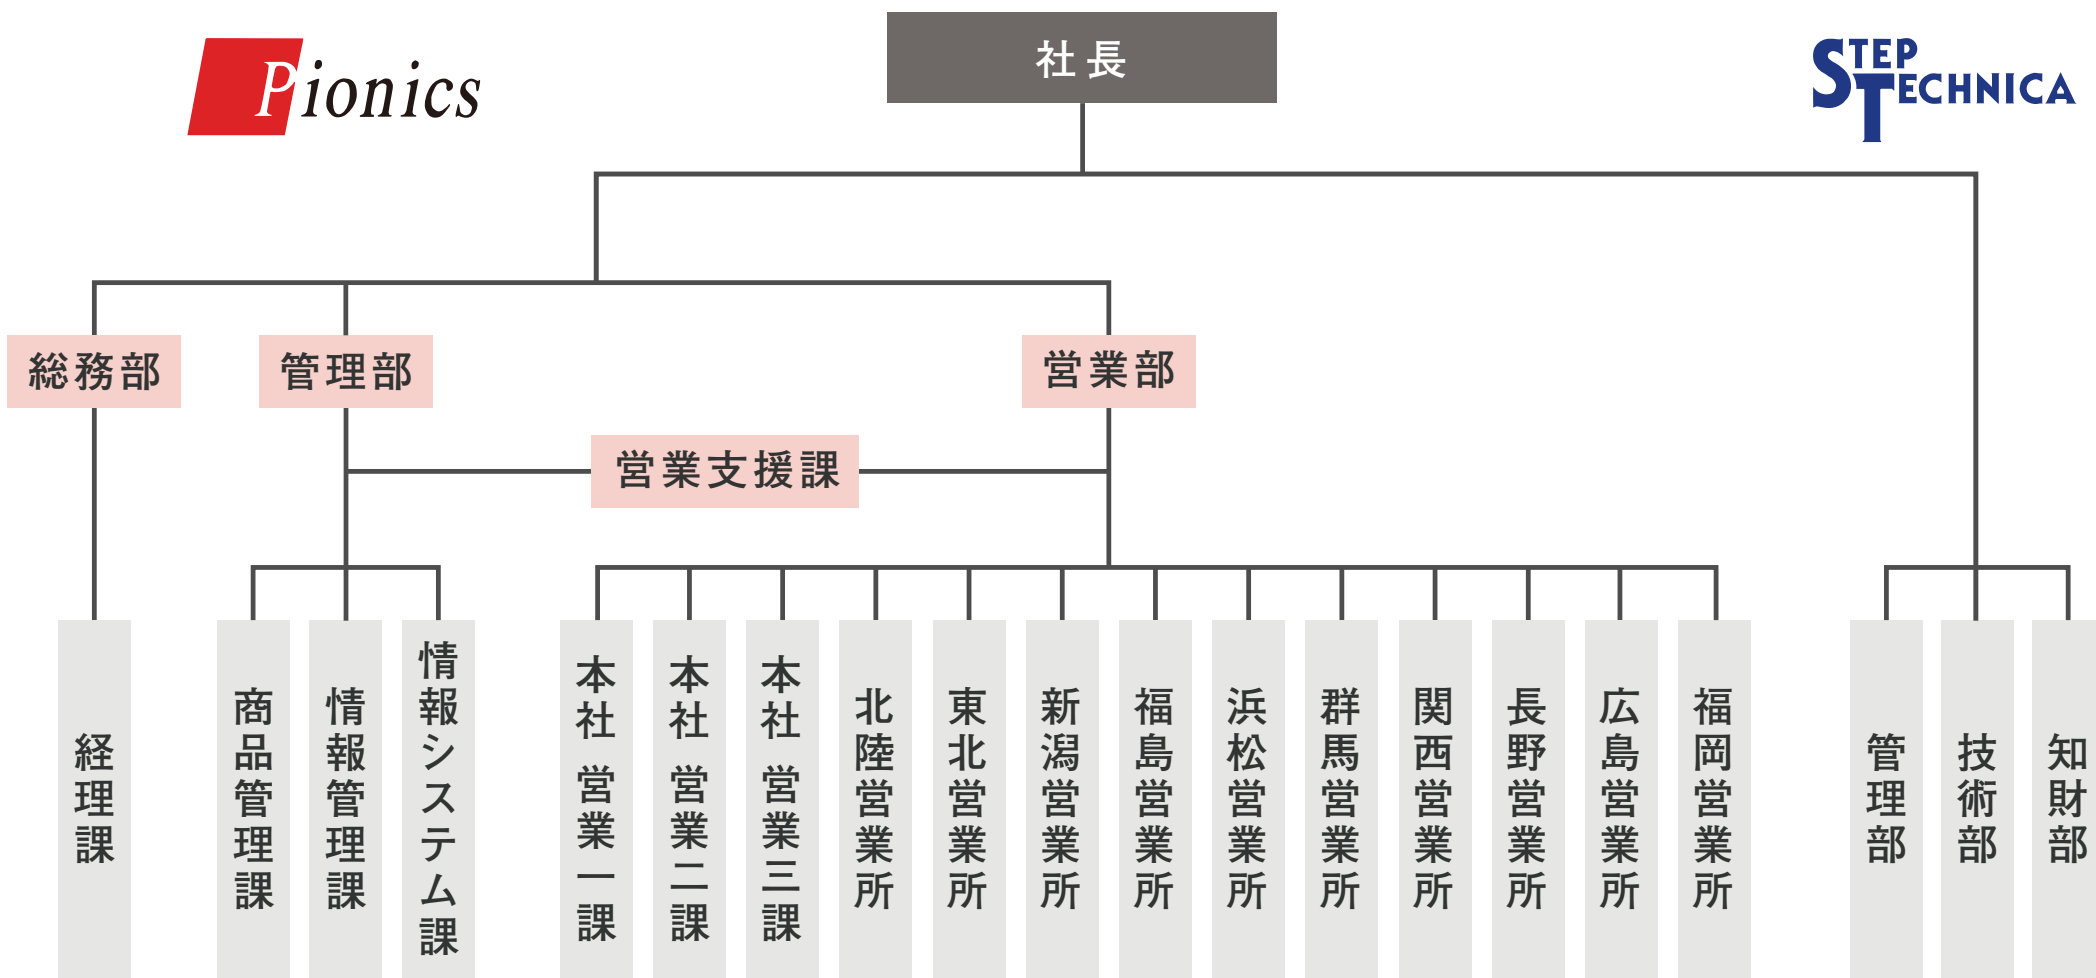 Pionics
社長
STEP
TECHNICA
総務部
管理部
営業部
営業支援課
経理課
商品管理課
情報管理課
情報システム課
本社 営業一課
本社 営業二課
本社 営業三課
北陸営業所
東北営業所
新潟営業所
福島営業所
浜松営業所
群馬営業所
関西営業所
長野営業所
広島営業所
福岡営業所
管理部
技術部
知財部